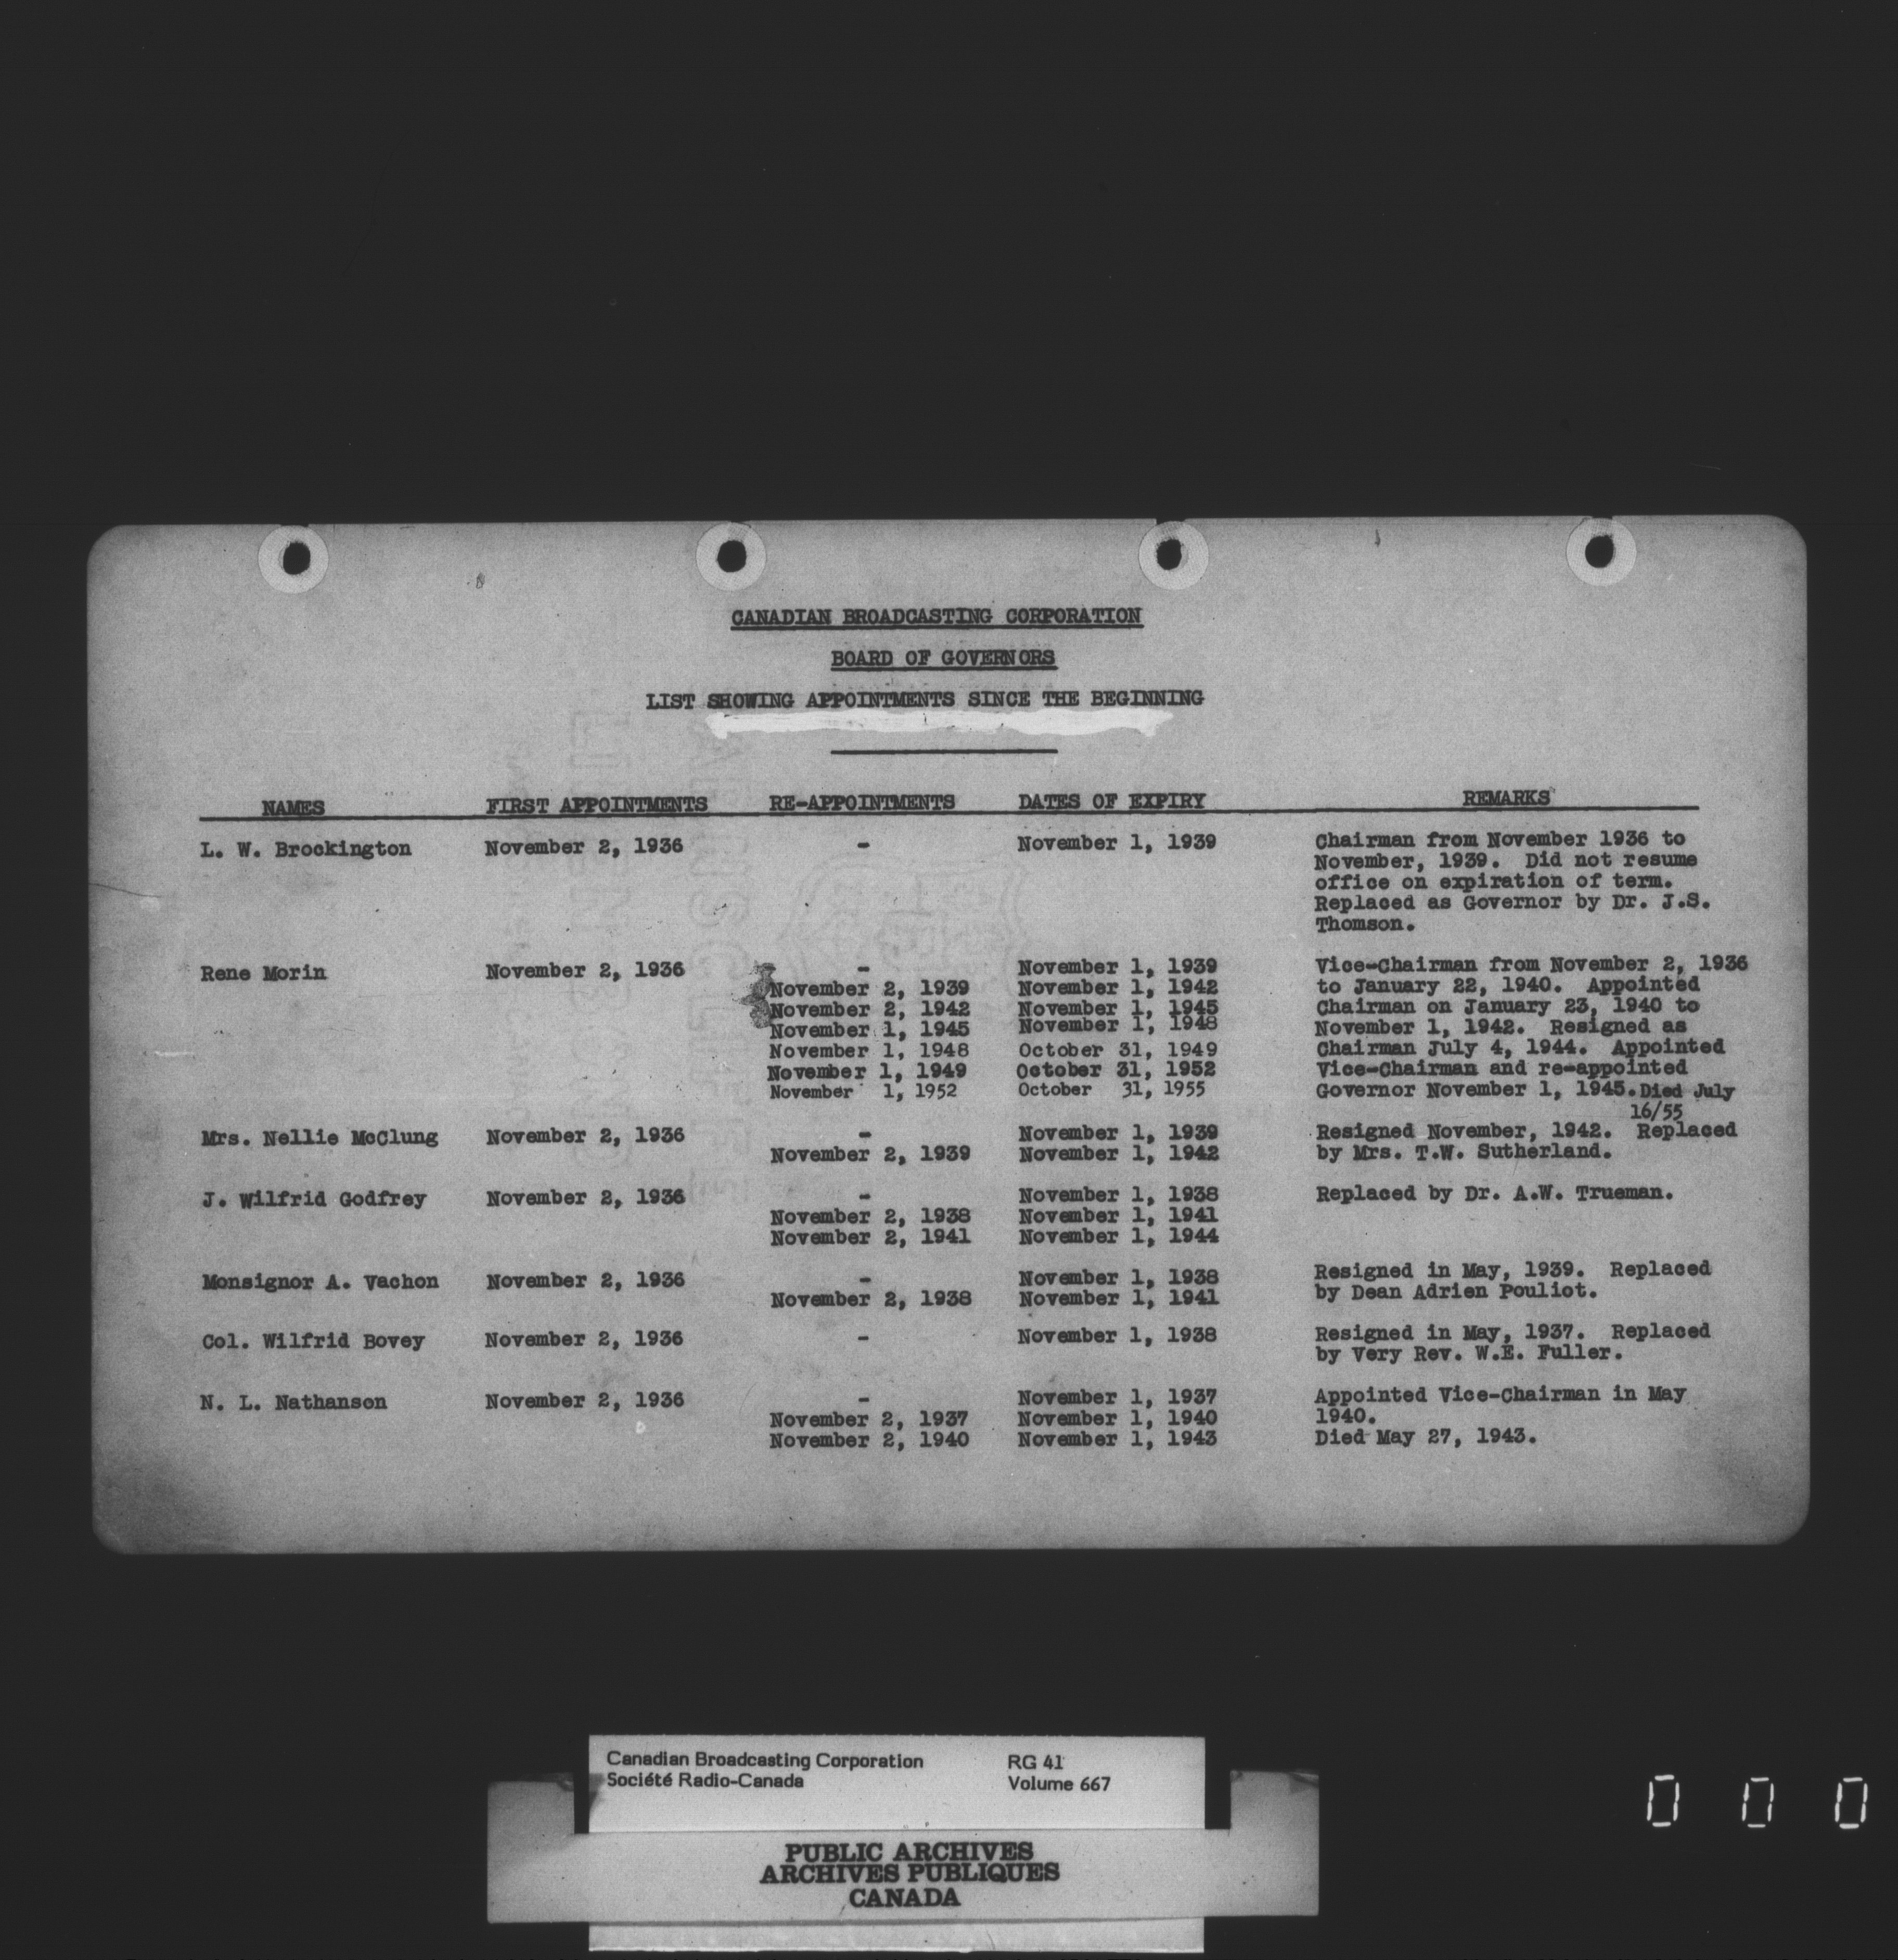 CANADIAN BROADCASTING CORPORATION
BOARD OF GOVERNORS
LIST SHOWING APPOINTMENTS SINCE THE BEGINNING
NAMES FIRST APPOINTMENTS RE-APPOINTMENTS DATES OF EXPIRY REMARKS
L. W. Brockington November 2, 1936 - November 1, 1939 Chairman from November 1936 to
November, 1939. Did not resume
office on expiration of term.
Replaced as Governor by Dr. J.S.
Thomson.
Rene Morin November 2, 1936 - November 1, 1939 Vice-Chairman from November 2, 1936
November 2, 1939 November 1, 1942 to January 22, 1940. Appointed
November 2, 1942 November 1, 1945 Chairman on January 23, 1940 to
November 1, 1945 November 1, 1948 November 1, 1942. Resigned as
November 1, 1948 October 31, 1949 Chairman July 4, 1944. Appointed
November 1, 1949 October 31, 1952 Vice-Chairman and re-appointed
November 1, 1952 October 31, 1955 Governor November 1, 1945. Died July
16/55
Mrs. Nellie McClung November 2, 1936 - November 1, 1939 Resigned November, 1942. Replaced
November 2, 1939 November 1, 1942 by Mrs. T.W. Sutherland.
J. Wilfrid Godfrey November 2, 1936 - November 1, 1938 Replaced by Dr. A.W. Trueman.
November 2, 1938 November 1, 1941
November 2, 1941 November 1, 1944
Monsignor A. Vachon November 2, 1936 - November 1, 1938 Resigned in May, 1939. Replaced
November 2, 1938 November 1, 1941 by Dean Adrien Pouliot.
Col. Wilfrid Bovey November 2, 1936 - November 1, 1938 Resigned in May, 1937. Replaced
by Very Rev. W.E. Fuller.
N. L. Nathanson November 2, 1936 - November 1, 1937 Appointed Vice-Chairman in May
November 2, 1937 November 1, 1940 1940.
November 2, 1940 November 1, 1943 Died May 27, 1943.
Canadian Broadcasting Corporation RG 41
Société Radio-Canada Volume 667
PUBLIC ARCHIVES
ARCHIVES PUBLIQUES
CANADA
0 0 0